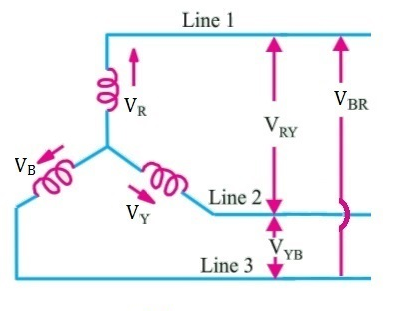 Line 1
V_R
V_RY
V_BR
V_B
V_Y
Line 2
V_YB
Line 3